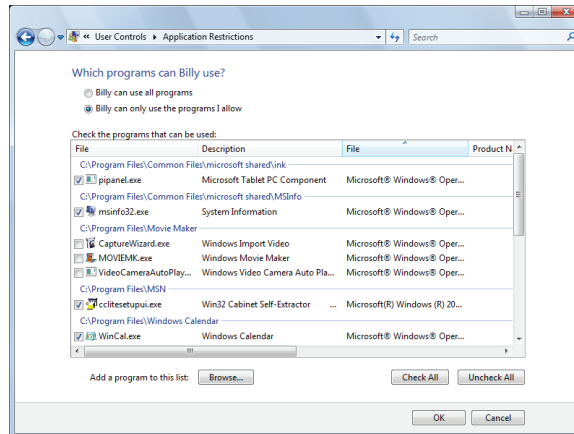 « User Controls ▸ Application Restrictions
Search
Which programs can Billy use?
Billy can use all programs
Billy can only use the programs I allow
Check the programs that can be used:
File Description File Product N
C:\Program Files\Common Files\microsoft shared\ink
pipanel.exe Microsoft Tablet PC Component Microsoft® Windows® Oper...
C:\Program Files\Common Files\microsoft shared\MSInfo
msinfo32.exe System Information Microsoft® Windows® Oper...
C:\Program Files\Movie Maker
CaptureWizard.exe Windows Import Video Microsoft® Windows® Oper...
MOVIEMK.exe Windows Movie Maker Microsoft® Windows® Oper...
VideoCameraAutoPlay... Windows Video Camera Auto Pla... Microsoft® Windows® Oper...
C:\Program Files\MSN
cclitesetupui.exe Win32 Cabinet Self-Extractor ... Microsoft(R) Windows (R) 20...
C:\Program Files\Windows Calendar
WinCal.exe Windows Calendar Microsoft® Windows® Oper...
Add a program to this list: Browse... Check All Uncheck All
OK Cancel